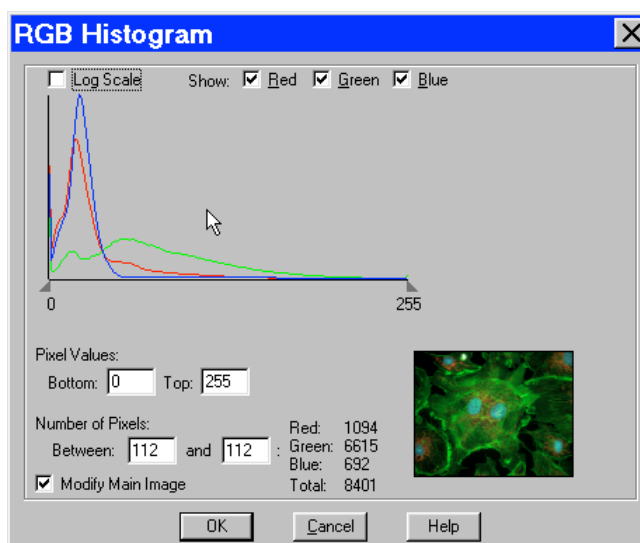 RGB Histogram
Log Scale Show: Red Green Blue
0 255
Pixel Values:
Bottom: 0 Top: 255
Number of Pixels:
Between: 112 and 112 :
Red: 1094
Green: 6615
Blue: 692
Total: 8401
Modify Main Image
OK Cancel Help